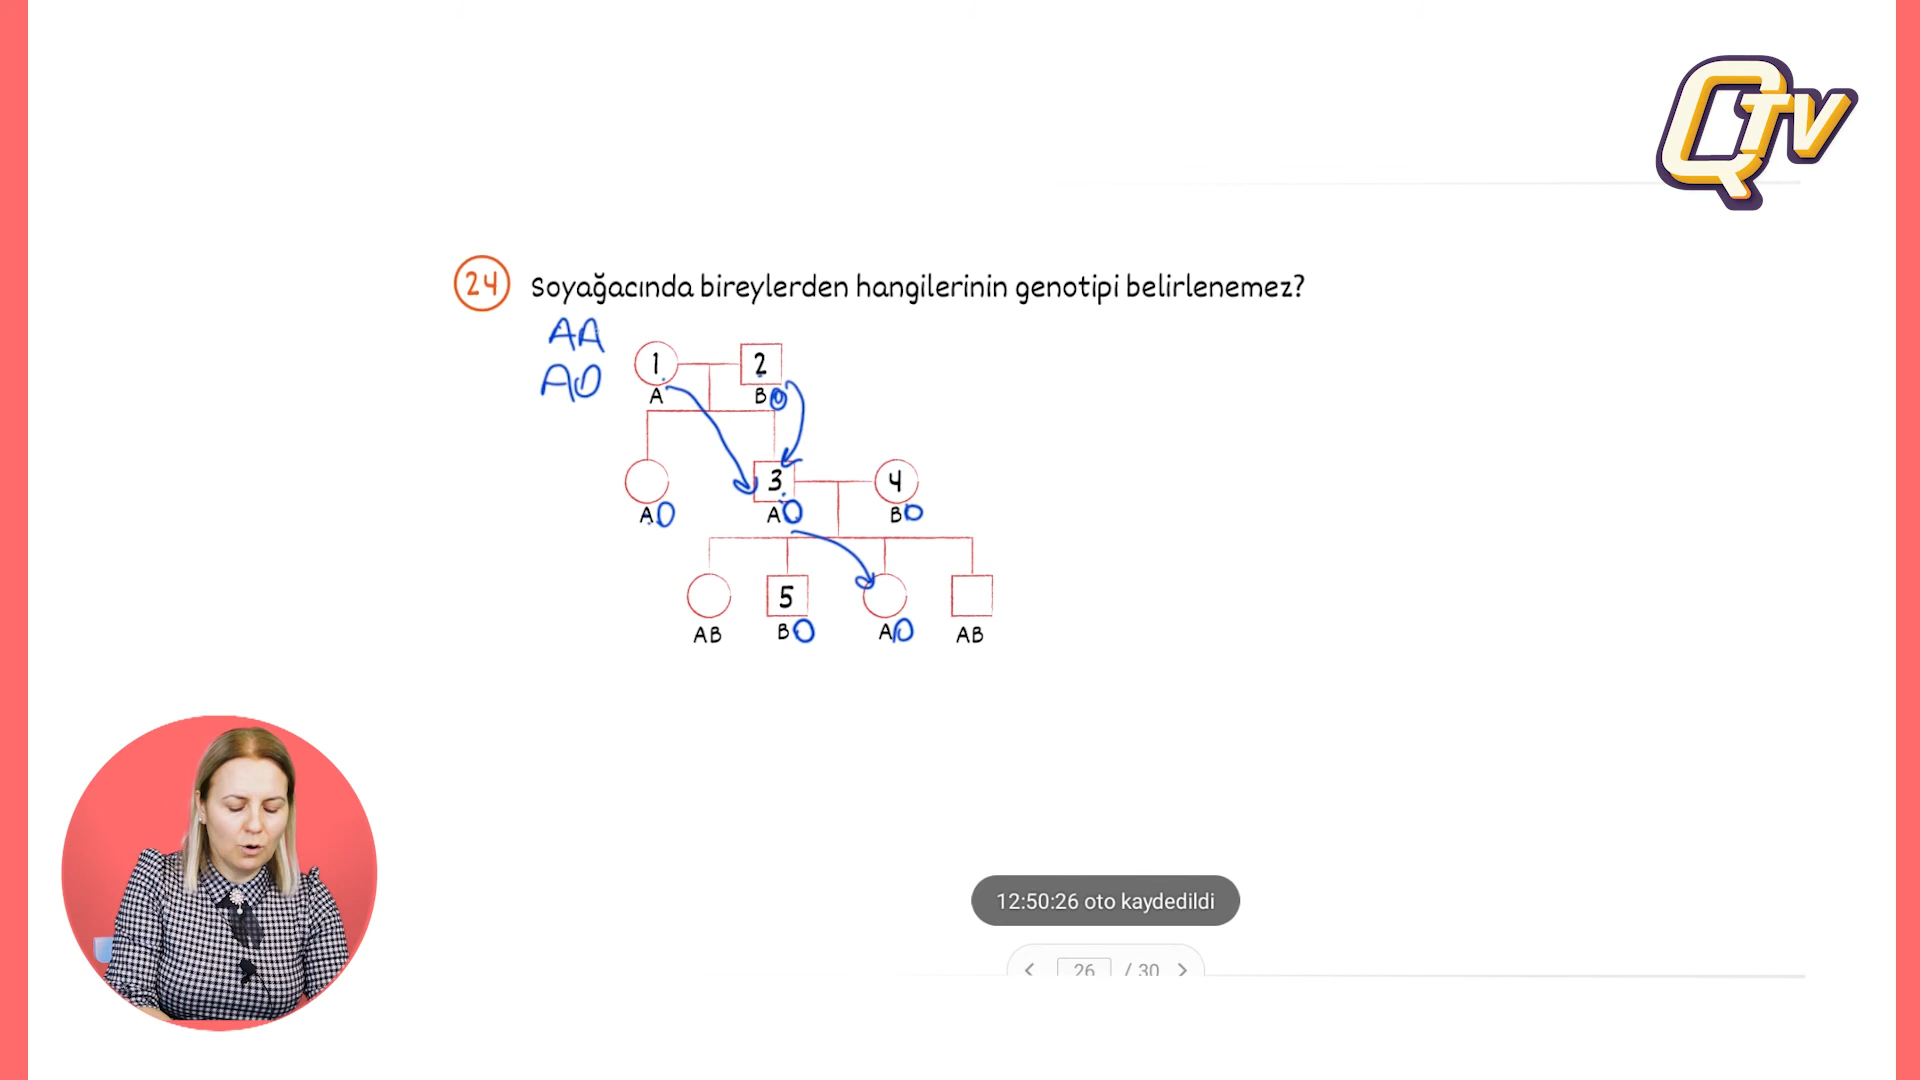 QTV
24 Soyağacında bireylerden hangilerinin genotipi belirlenemez?
AA
AO
1 2
A BO
3 4
AO AO BO
5
AB BO AO AB
12:50:26 oto kaydedildi
< 26 / 30 >